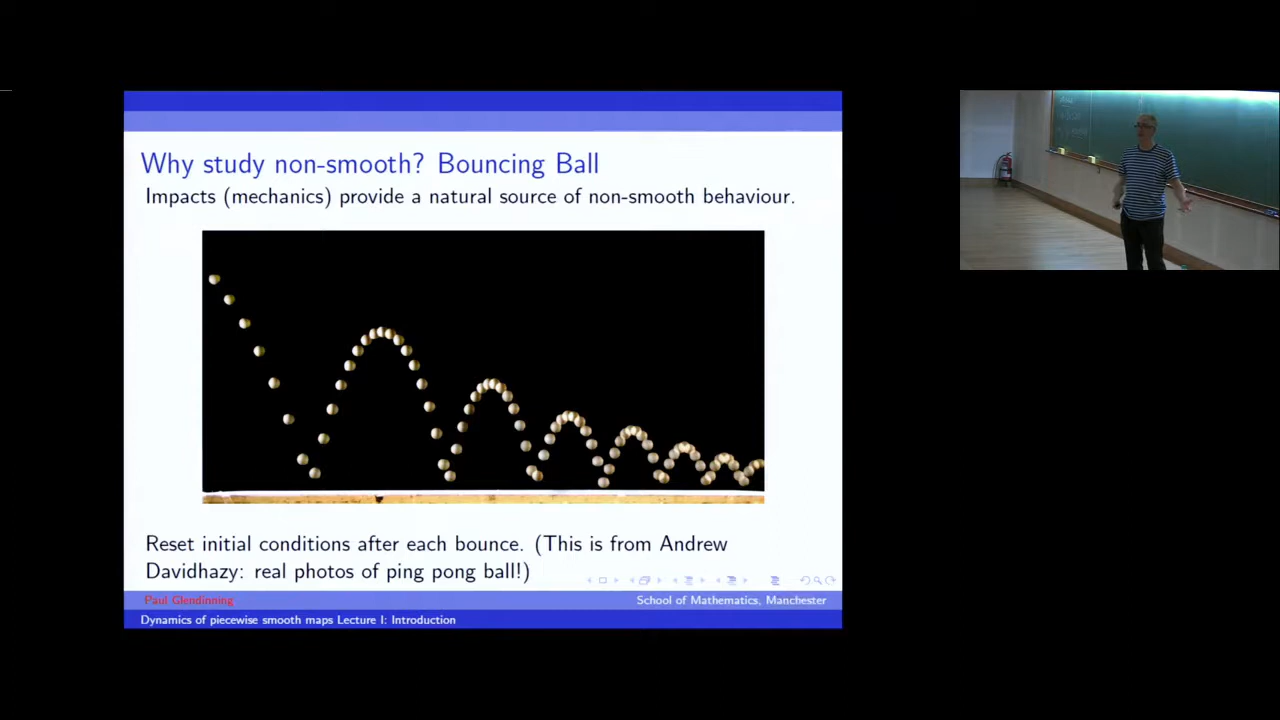 Why study non-smooth? Bouncing Ball
Impacts (mechanics) provide a natural source of non-smooth behaviour.
Reset initial conditions after each bounce. (This is from Andrew
Davidhazy: real photos of ping pong ball!)
Paul Glendinning
School of Mathematics, Manchester
Dynamics of piecewise smooth maps Lecture I: Introduction